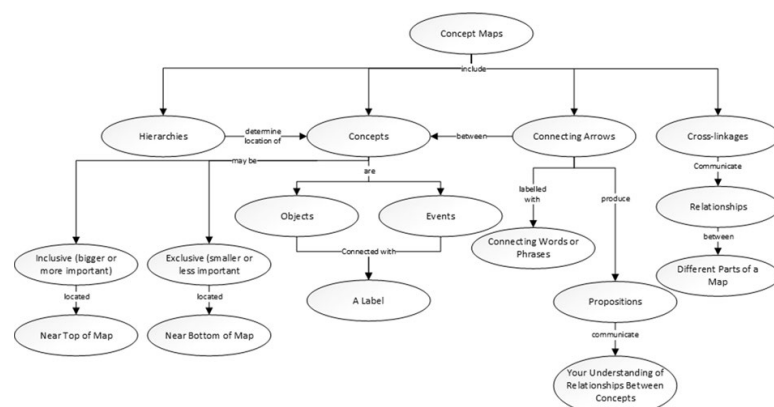 Concept Maps
include
Hierarchies
determine
location of
Concepts
between
Connecting Arrows
Cross-linkages
may be
are
labelled
with
produce
Communicate
Objects
Events
Relationships
Connected with
between
Inclusive (bigger or
more important)
Exclusive (smaller or
less important
Connecting Words or
Phrases
Different Parts of a
Map
located
located
A Label
Propositions
Near Top of Map
Near Bottom of Map
communicate
Your Understanding of
Relationships Between
Concepts